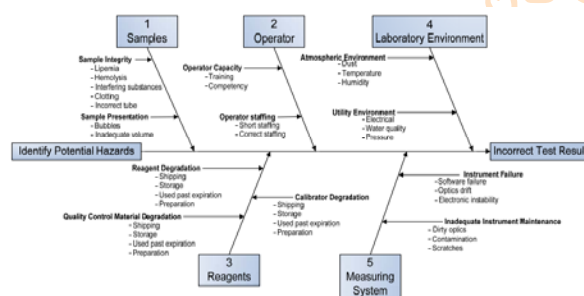 1
Samples
2
Operator
4
Laboratory Environment
Sample Integrity
- Lipemia
- Hemolysis
- Interfering substances
- Clotting
- Incorrect tube
Sample Presentation
- Bubbles
- Inadequate volume
Operator Capacity
- Training
- Competency
Operator staffing
- Short staffing
- Correct staffing
Atmospheric Environment
- Dust
- Temperature
- Humidity
Utility Environment
- Electrical
- Water quality
- Pressure
Identify Potential Hazards
Incorrect Test Result
Reagent Degradation
- Shipping
- Storage
- Used past expiration
- Preparation
Quality Control Material Degradation
- Shipping
- Storage
- Used past expiration
- Preparation
Calibrator Degradation
- Shipping
- Storage
- Used past expiration
- Preparation
Instrument Failure
- Software failure
- Optics drift
- Electronic instability
Inadequate Instrument Maintenance
- Dirty optics
- Contamination
- Scratches
3
Reagents
5
Measuring
System